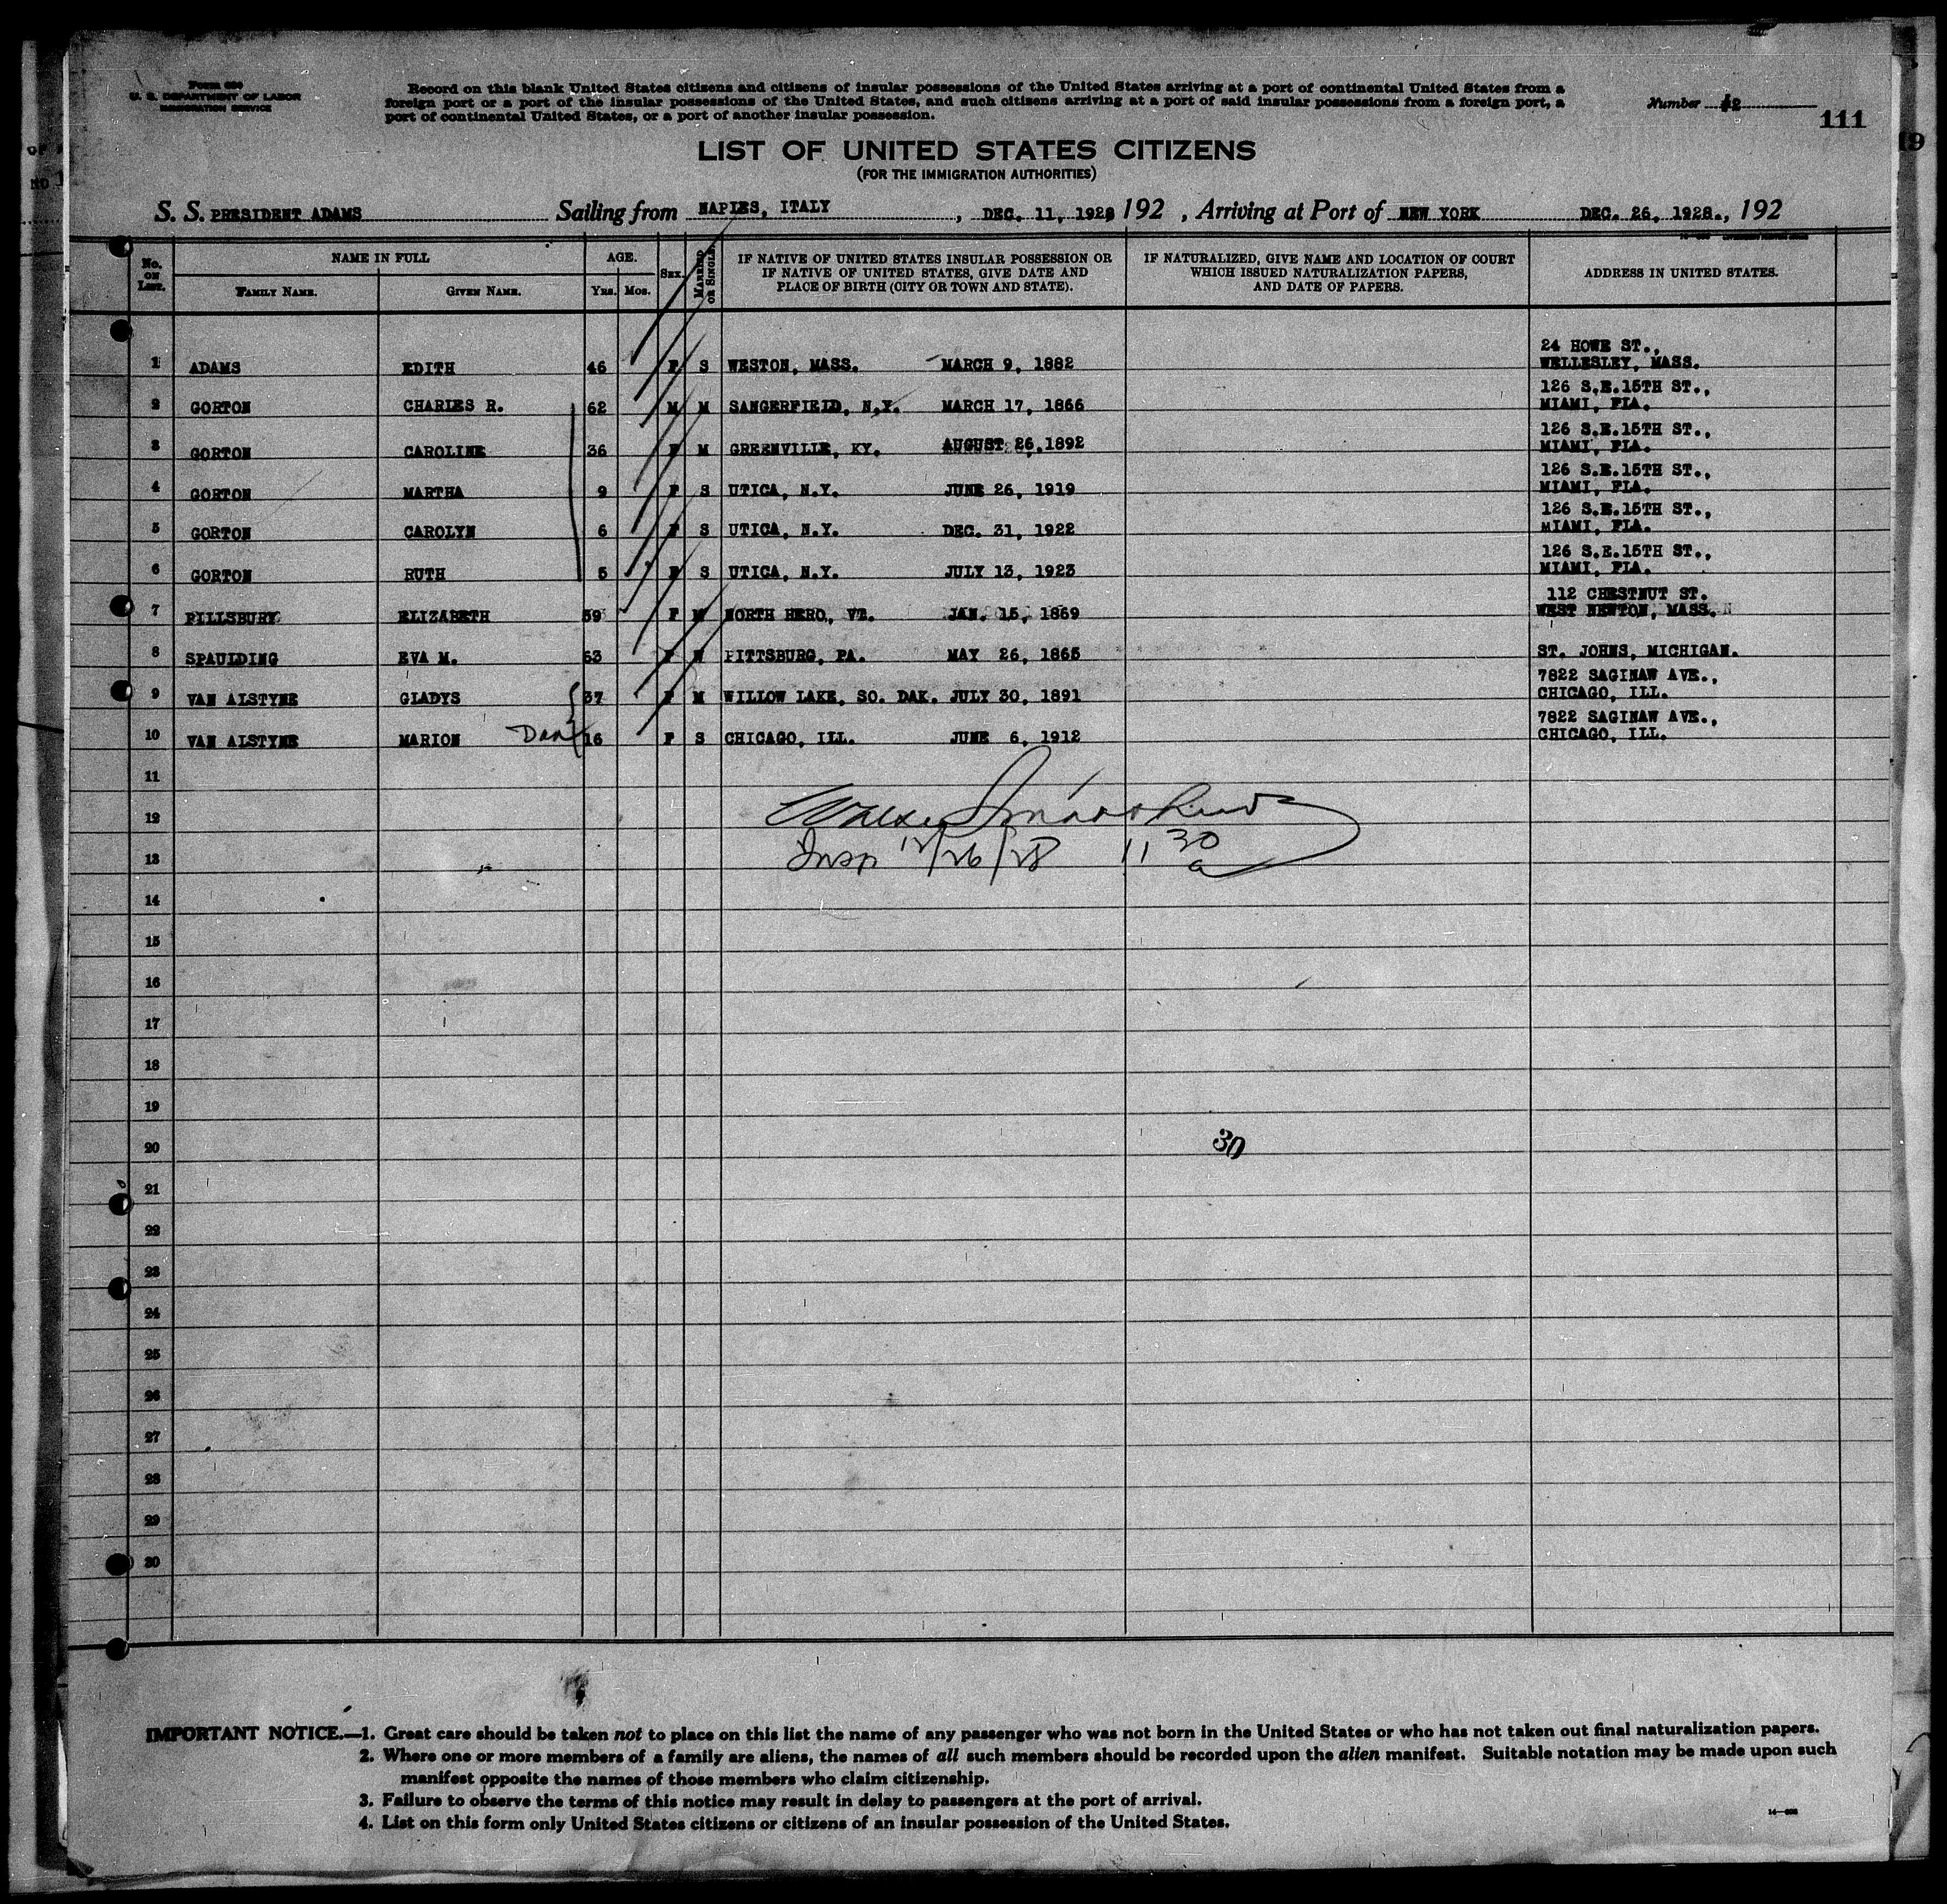 Form 630
U. S. DEPARTMENT OF LABOR
IMMIGRATION SERVICE
Record on this blank United States citizens and citizens of insular possessions of the United States arriving at a port of continental United States from a
foreign port or a port of the insular possessions of the United States, and such citizens arriving at a port of said insular possessions from a foreign port, a
port of continental United States, or a port of another insular possession.
Number
111
LIST OF UNITED STATES CITIZENS
(FOR THE IMMIGRATION AUTHORITIES)
S. S. PRESIDENT ADAMS Sailing from NAPLES, ITALY, DEC. 11, 1928, 192 , Arriving at Port of NEW YORK DEC. 26, 1928., 192
No. ON LIST. NAME IN FULL AGE. SEX. MARRIED OR SINGLE. IF NATIVE OF UNITED STATES INSULAR POSSESSION OR IF NATIVE OF UNITED STATES, GIVE DATE AND PLACE OF BIRTH (CITY OR TOWN AND STATE). IF NATURALIZED, GIVE NAME AND LOCATION OF COURT WHICH ISSUED NATURALIZATION PAPERS, AND DATE OF PAPERS. ADDRESS IN UNITED STATES.
FAMILY NAME. GIVEN NAME. YRS. MOS.
1 ADAMS EDITH 46 F S WESTON, MASS. MARCH 9, 1882 24 HOWE ST., WELLESLEY, MASS.
2 GORTON CHARLES R. 62 M M SANGERFIELD, N.Y. MARCH 17, 1866 126 S.E.15TH ST., MIAMI, FLA.
3 GORTON CAROLINE 36 F M GREENVILLE, KY. AUGUST 26,1892 126 S.E.15TH ST., MIAMI, FLA.
4 GORTON MARTHA 9 F S UTICA, N.Y. JUNE 26, 1919 126 S.E.15TH ST., MIAMI, FLA.
5 GORTON CAROLYN 6 F S UTICA, N.Y. DEC. 31, 1922 126 S.E.15TH ST., MIAMI, FLA.
6 GORTON RUTH 5 F S UTICA, N.Y. JULY 13, 1923 126 S.E.15TH ST., MIAMI, FLA.
7 PILLSBURY ELIZABETH 59 F NORTH HERO, VT. JAN. 15, 1869 112 CHESTNUT ST. WEST NEWTON, MASS.
8 SPAULDING EVA M. 63 F PITTSBURG, PA. MAY 26, 1865 ST. JOHNS, MICHIGAN.
9 VAN ALSTYNE GLADYS 37 F M WILLOW LAKE, SO. DAK. JULY 30, 1891 7822 SAGINAW AVE., CHICAGO, ILL.
10 VAN ALSTYNE MARION Dau 16 F S CHICAGO, ILL. JUNE 6, 1912 7822 SAGINAW AVE., CHICAGO, ILL.
11
12
13 Insp 12/26/28 11 30 a
14
15
16
17
18
19
20 30
21
22
23
24
25
26
27
28
29
30
IMPORTANT NOTICE.—1. Great care should be taken not to place on this list the name of any passenger who was not born in the United States or who has not taken out final naturalization papers.
2. Where one or more members of a family are aliens, the names of all such members should be recorded upon the alien manifest. Suitable notation may be made upon such
manifest opposite the names of those members who claim citizenship.
3. Failure to observe the terms of this notice may result in delay to passengers at the port of arrival.
4. List on this form only United States citizens or citizens of an insular possession of the United States.